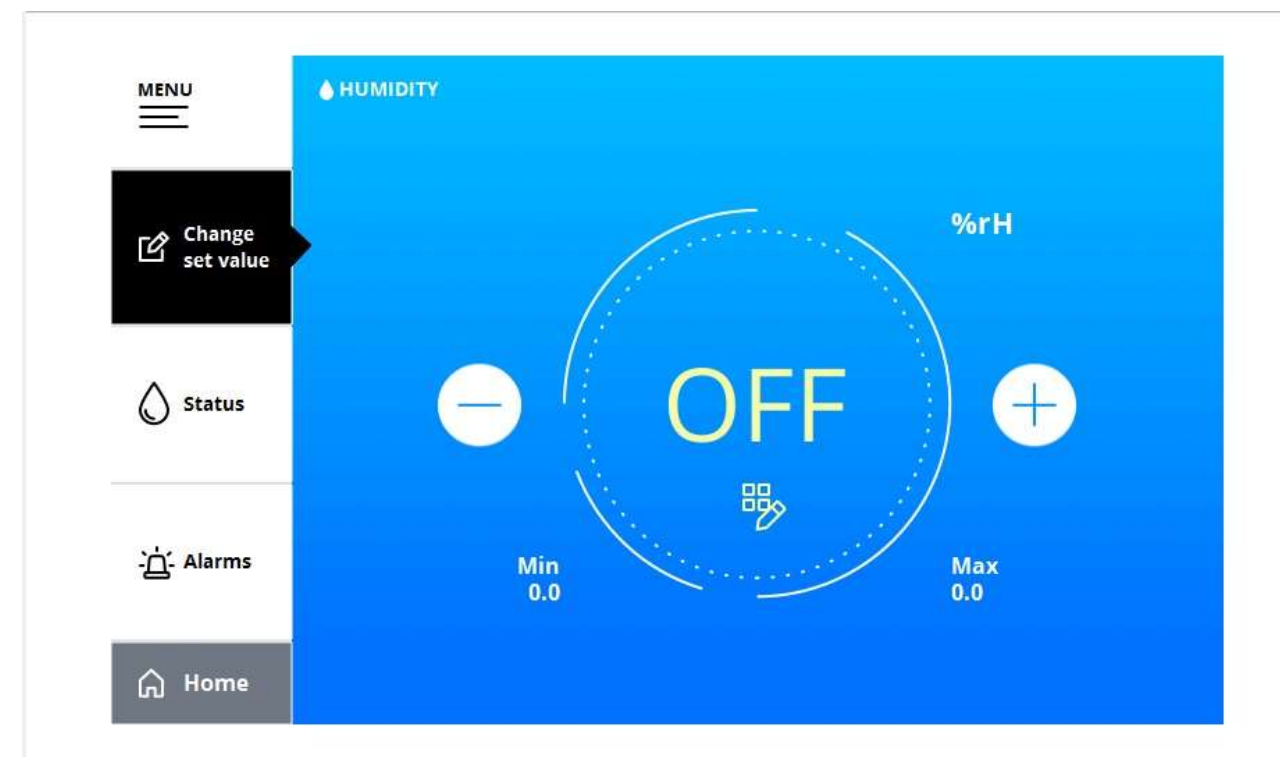 MENU
HUMIDITY
Change
set value
%rH
Status
OFF
Alarms
Min
0.0
Max
0.0
Home